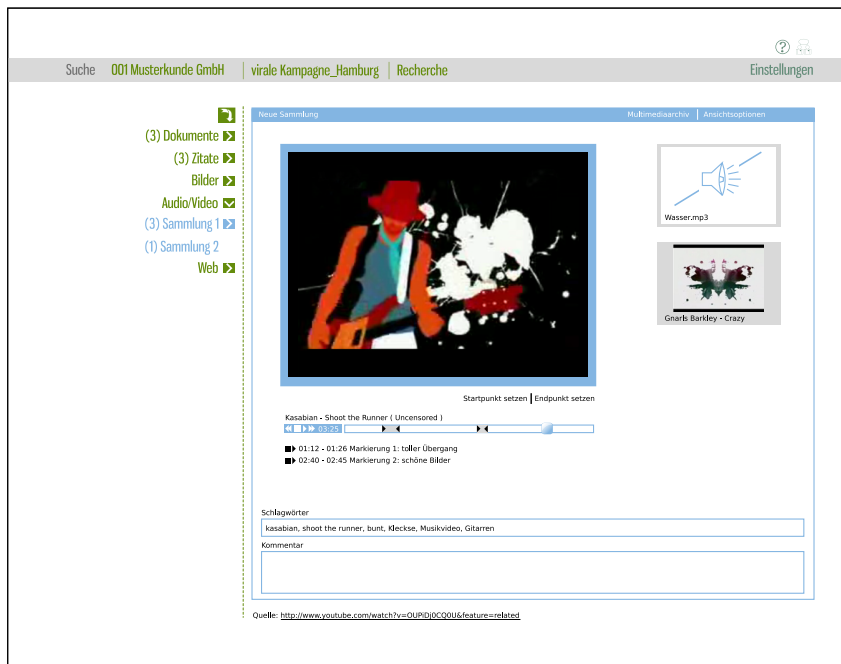 ?
Suche 001 Musterkunde GmbH virale Kampagne_Hamburg Recherche Einstellungen
(3) Dokumente
(3) Zitate
Bilder
Audio/Video
(3) Sammlung 1
(1) Sammlung 2
Web
Neue Sammlung Multimediaarchiv Ansichtsoptionen
Wasser.mp3
Gnarls Barkley - Crazy
Startpunkt setzen Endpunkt setzen
Kasabian - Shoot the Runner ( Uncensored )
03:25
01:12 - 01:26 Markierung 1: toller Übergang
02:40 - 02:45 Markierung 2: schöne Bilder
Schlagwörter
kasabian, shoot the runner, bunt, Kleckse, Musikvideo, Gitarren
Kommentar
Quelle: http://www.youtube.com/watch?v=OUPiDj0CQ0U&feature=related